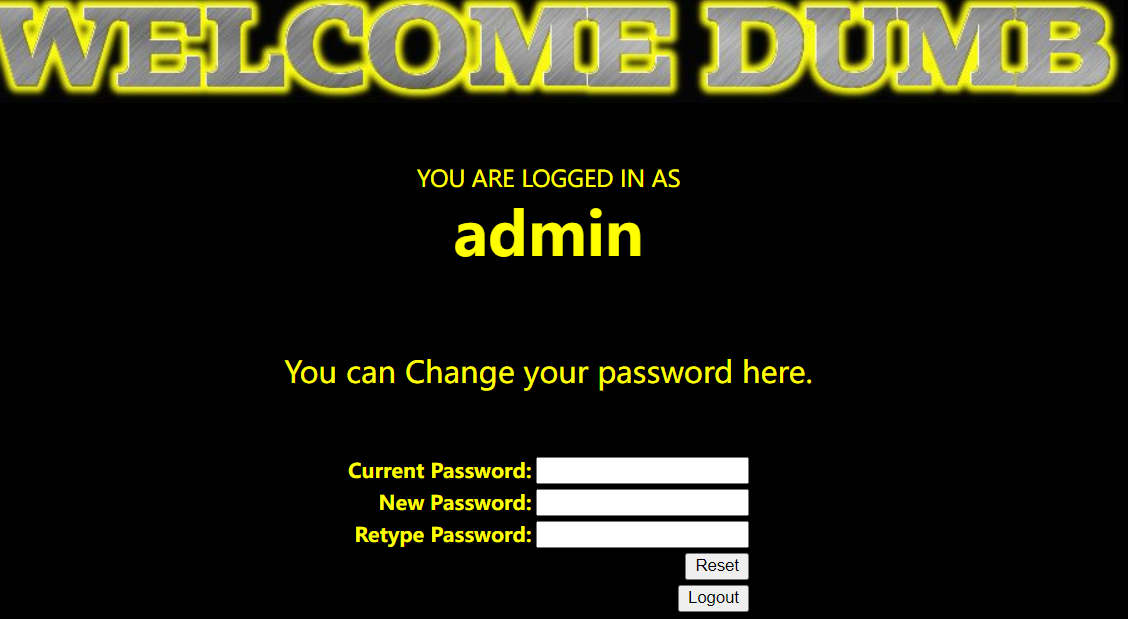 WELCOME DUMB
YOU ARE LOGGED IN AS
admin
You can Change your password here.
Current Password:
New Password:
Retype Password:
Reset
Logout